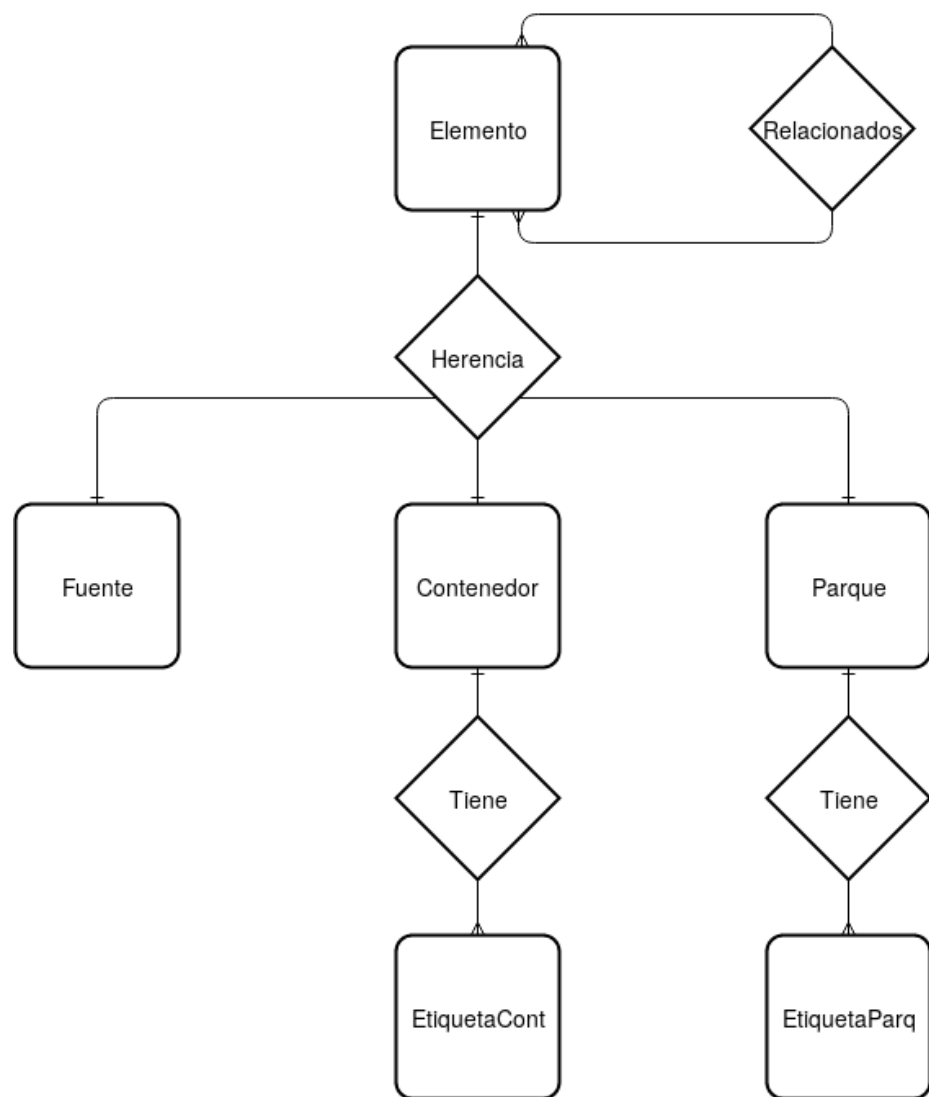 Elemento
Relacionados
Herencia
Fuente
Contenedor
Parque
Tiene
Tiene
EtiquetaCont
EtiquetaParq